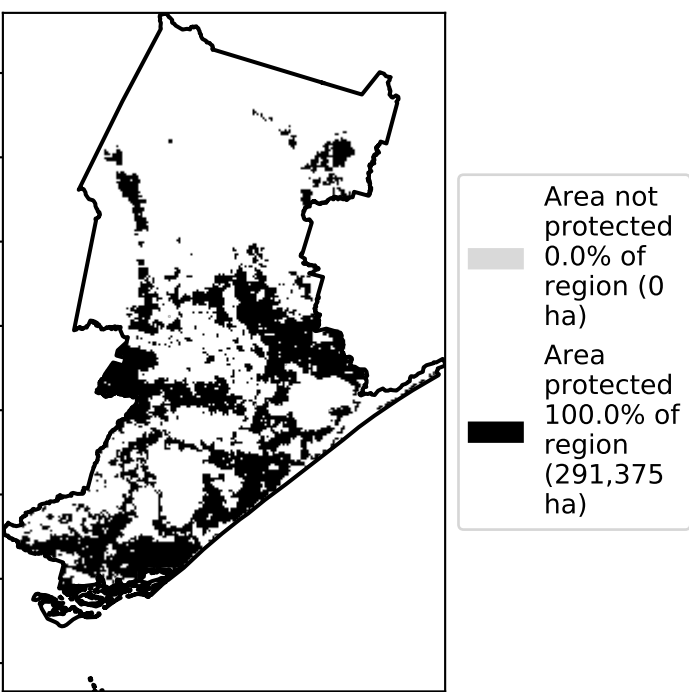 Area not
protected
0.0% of
region (0
ha)
Area
protected
100.0% of
region
(291,375
ha)